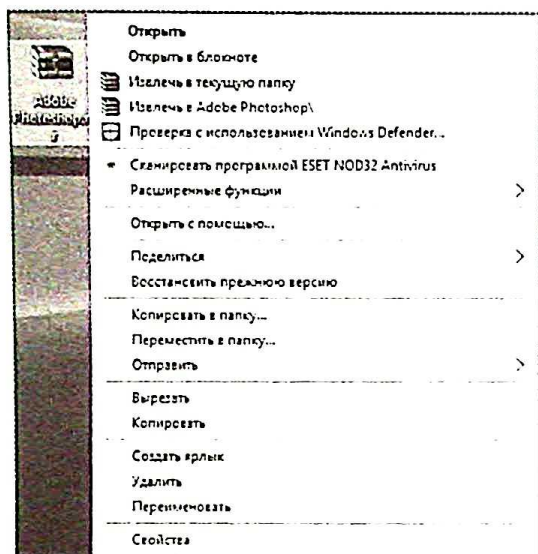 Adobe
Photoshop.r
Открыть
Открыть в блокноте
Извлечь в текущую папку
Извлечь в Adobe Photoshop\
Проверка с использованием Windows Defender...
Сканировать программой ESET NOD32 Antivirus
Расширенные функции
Открыть с помощью...
Поделиться
Восстановить прежнюю версию
Копировать в папку...
Переместить в папку...
Отправить
Вырезать
Копировать
Создать ярлык
Удалить
Переименовать
Свойства